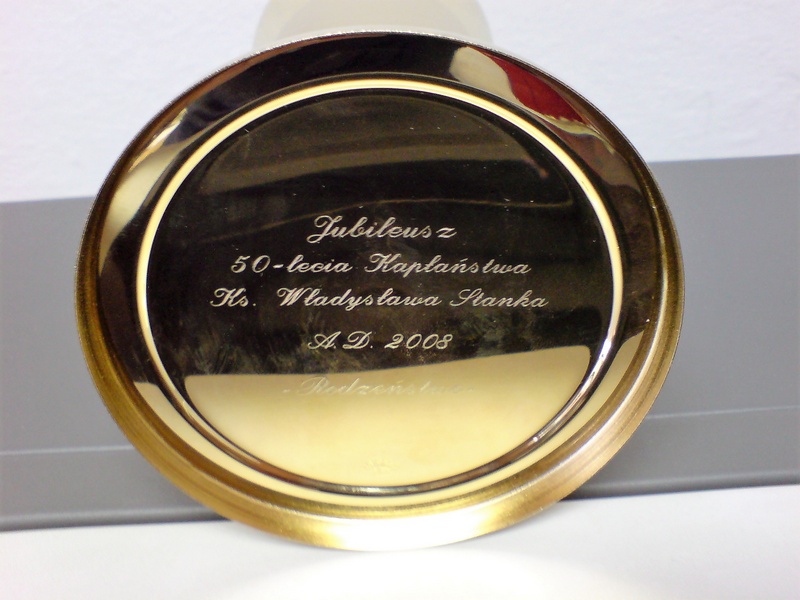 Jubileusz
50-lecia Kapłaństwa
Ks. Władysława Stanka
A.D. 2008
-Rodzeństwo-